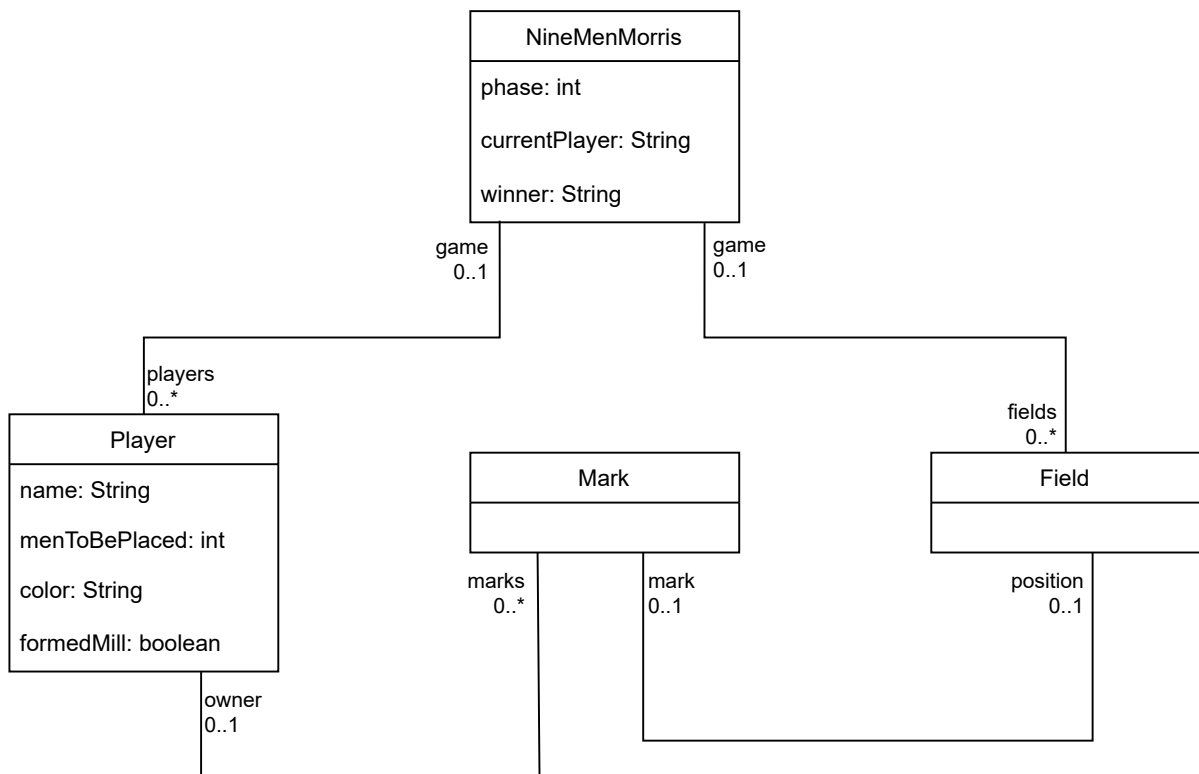 NineMenMorris
phase: int
currentPlayer: String
winner: String
game
0..1
game
0..1
players
0..*
fields
0..*
Player
name: String
menToBePlaced: int
color: String
formedMill: boolean
Mark
Field
marks
0..*
mark
0..1
position
0..1
owner
0..1